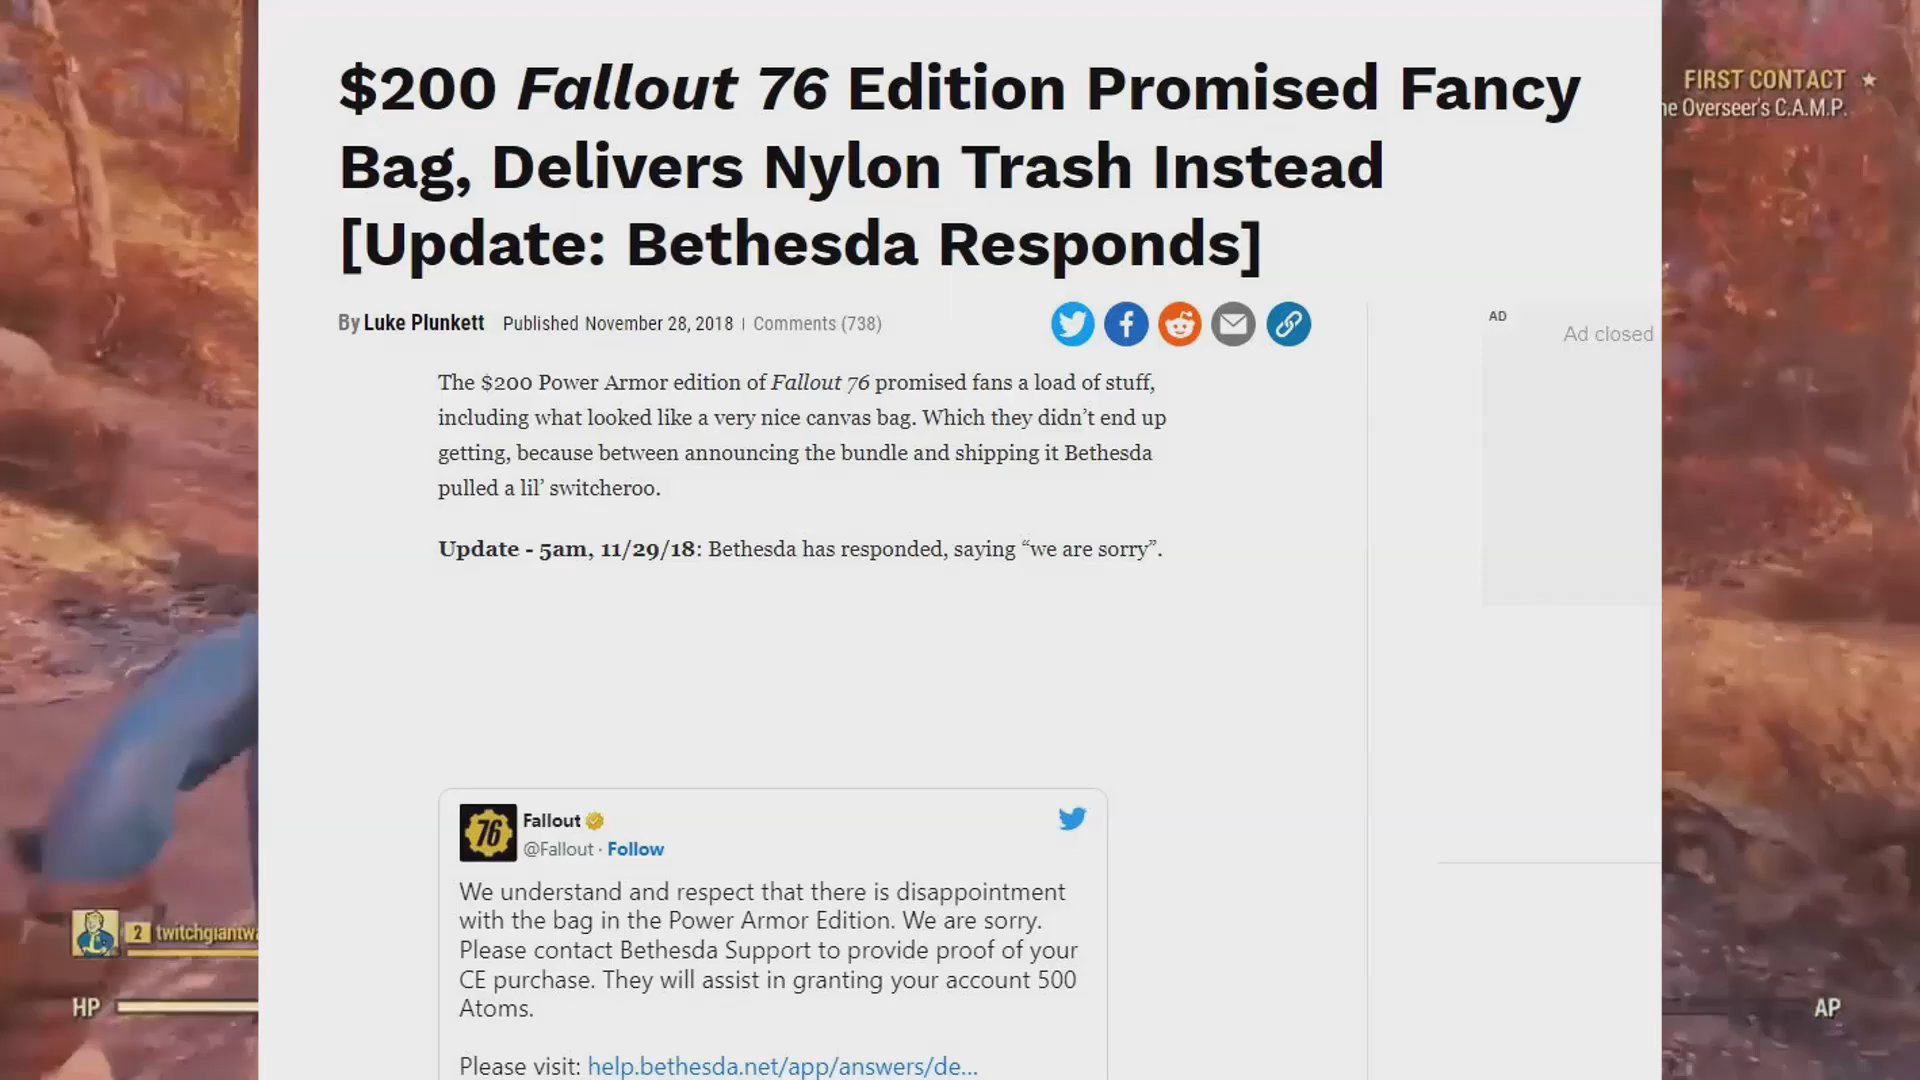 $200 Fallout 76 Edition Promised Fancy
Bag, Delivers Nylon Trash Instead
[Update: Bethesda Responds]
By Luke Plunkett Published November 28, 2018 | Comments (738)
The $200 Power Armor edition of Fallout 76 promised fans a load of stuff,
including what looked like a very nice canvas bag. Which they didn’t end up
getting, because between announcing the bundle and shipping it Bethesda
pulled a lil’ switcheroo.
Update - 5am, 11/29/18: Bethesda has responded, saying “we are sorry”.
76
Fallout
@Fallout · Follow
We understand and respect that there is disappointment
with the bag in the Power Armor Edition. We are sorry.
Please contact Bethesda Support to provide proof of your
CE purchase. They will assist in granting your account 500
Atoms.
Please visit: help.bethesda.net/app/answers/de...
AD
Ad closed
FIRST CONTACT
Overseer's C.A.M.P.
2
HP
AP